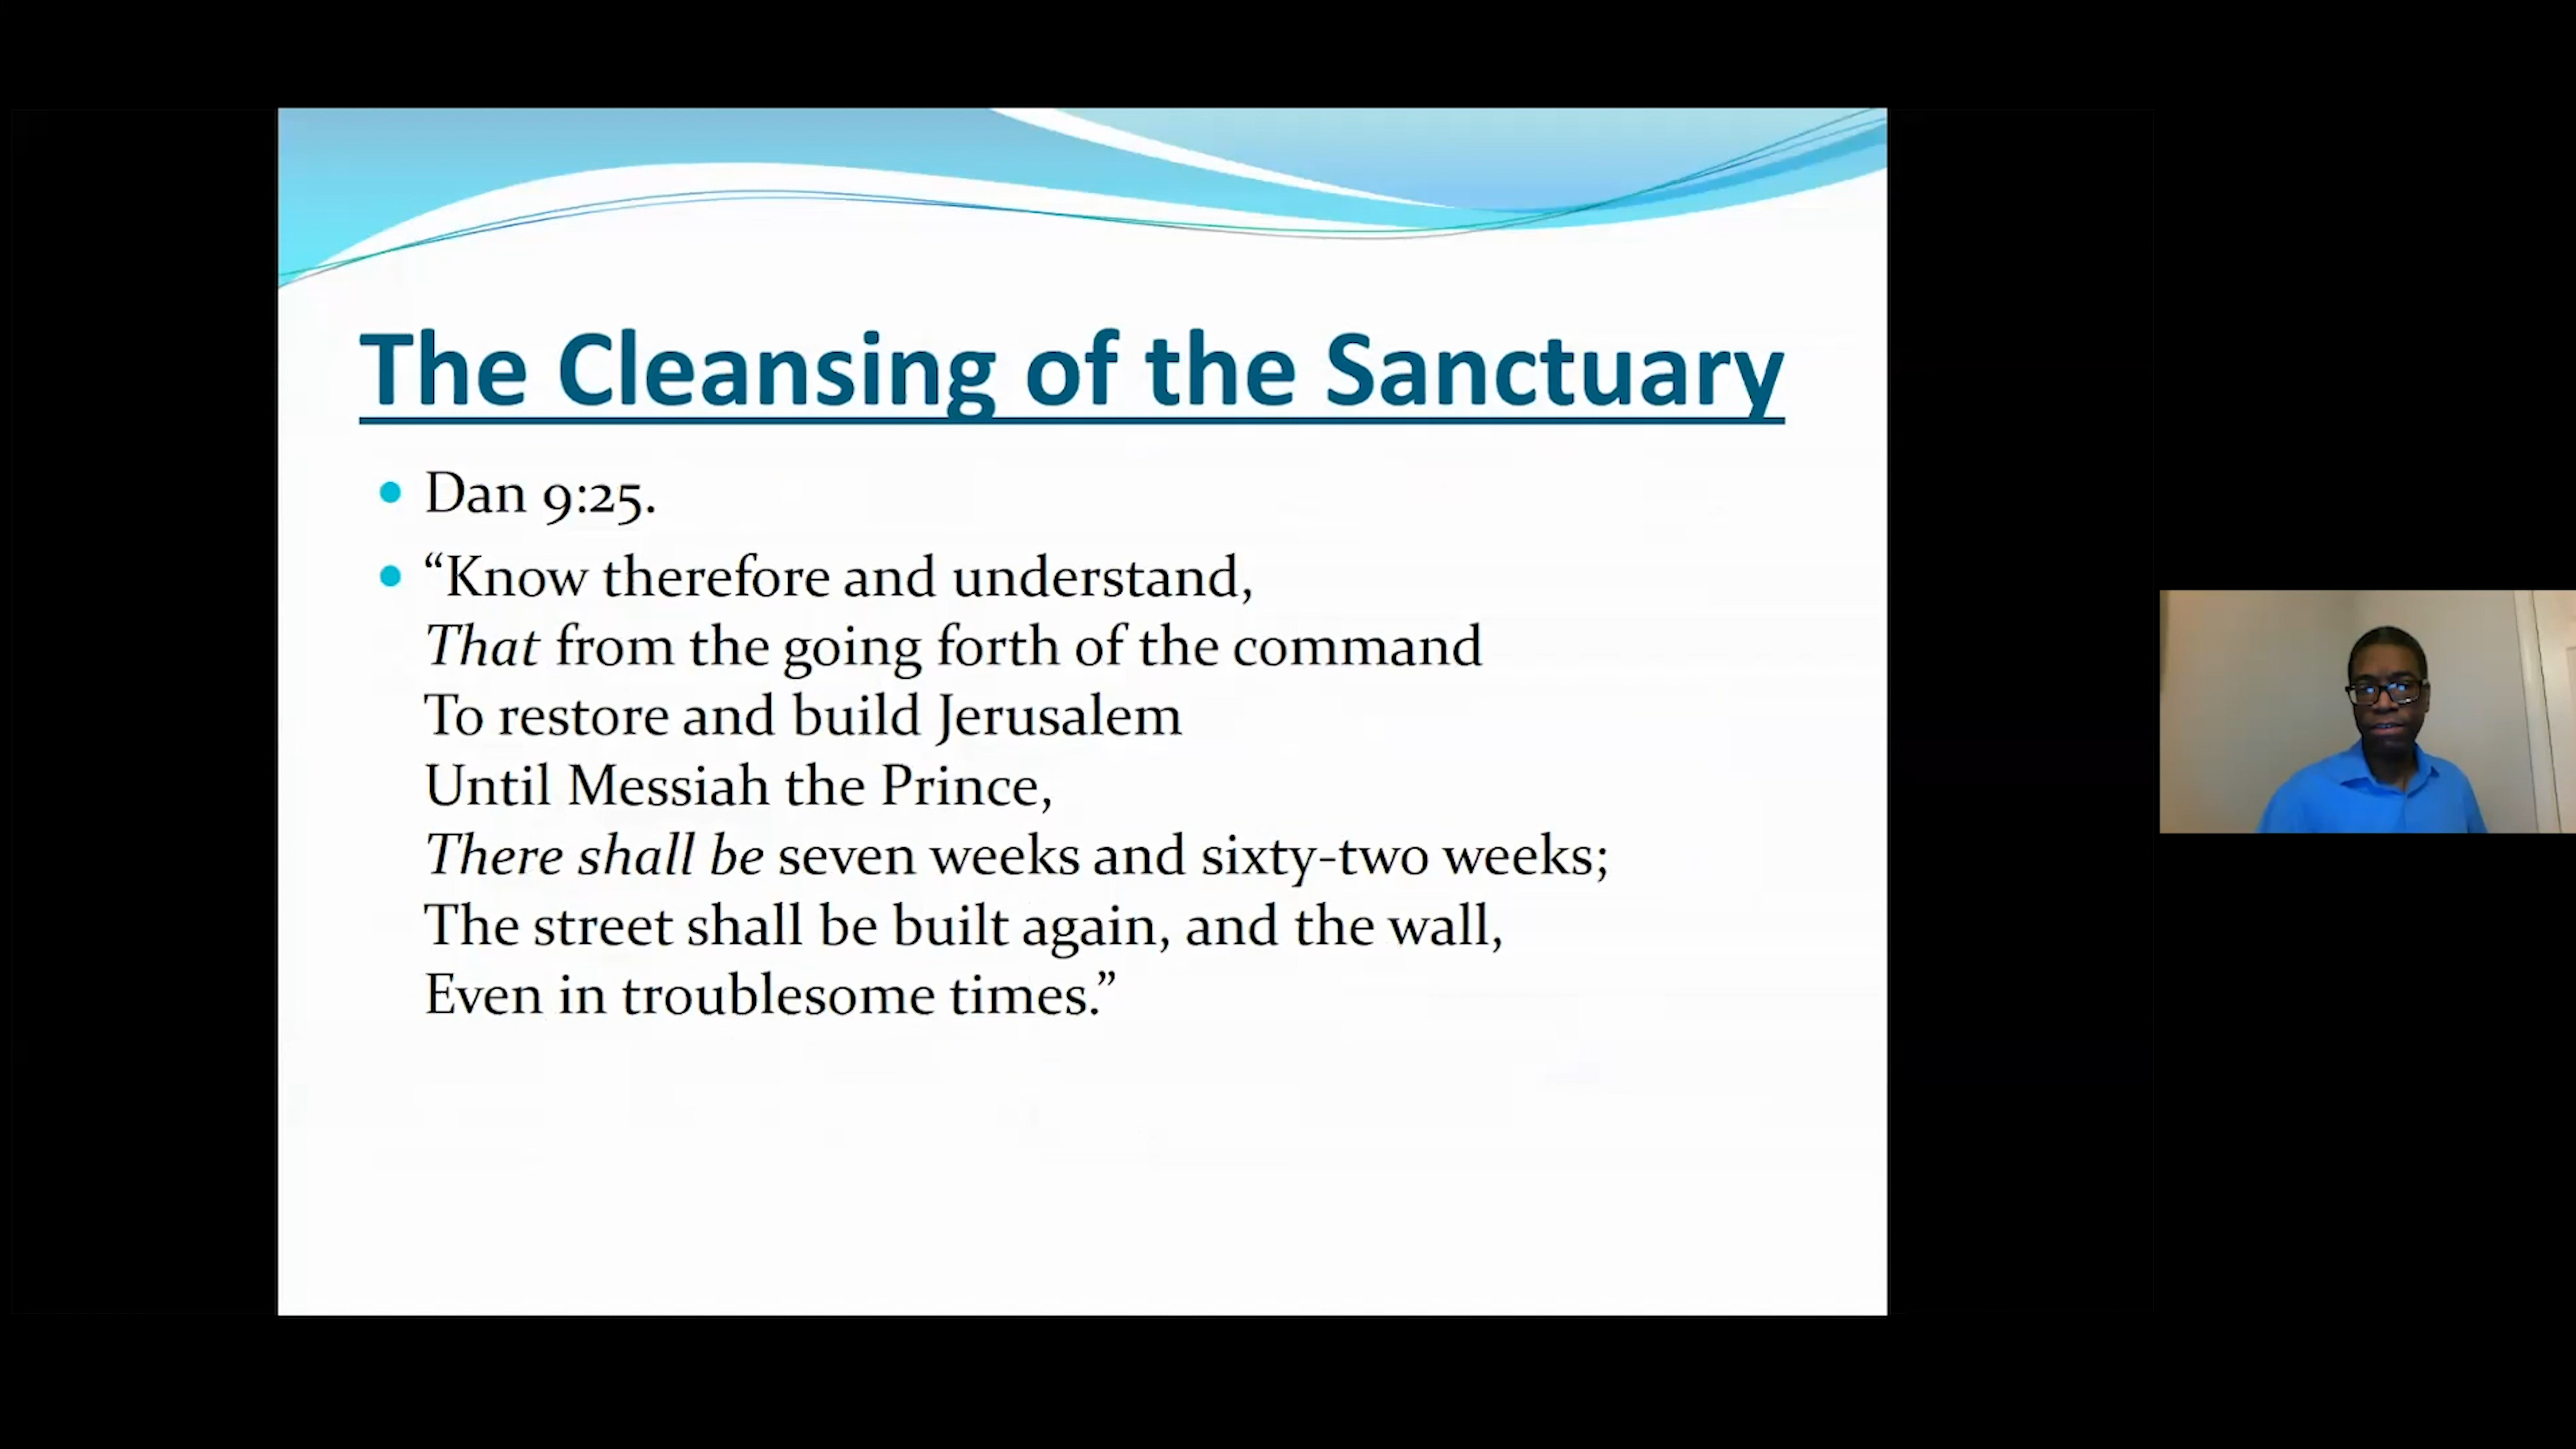 The Cleansing of the Sanctuary
Dan 9:25.
“Know therefore and understand,
That from the going forth of the command
To restore and build Jerusalem
Until Messiah the Prince,
There shall be seven weeks and sixty-two weeks;
The street shall be built again, and the wall,
Even in troublesome times.”